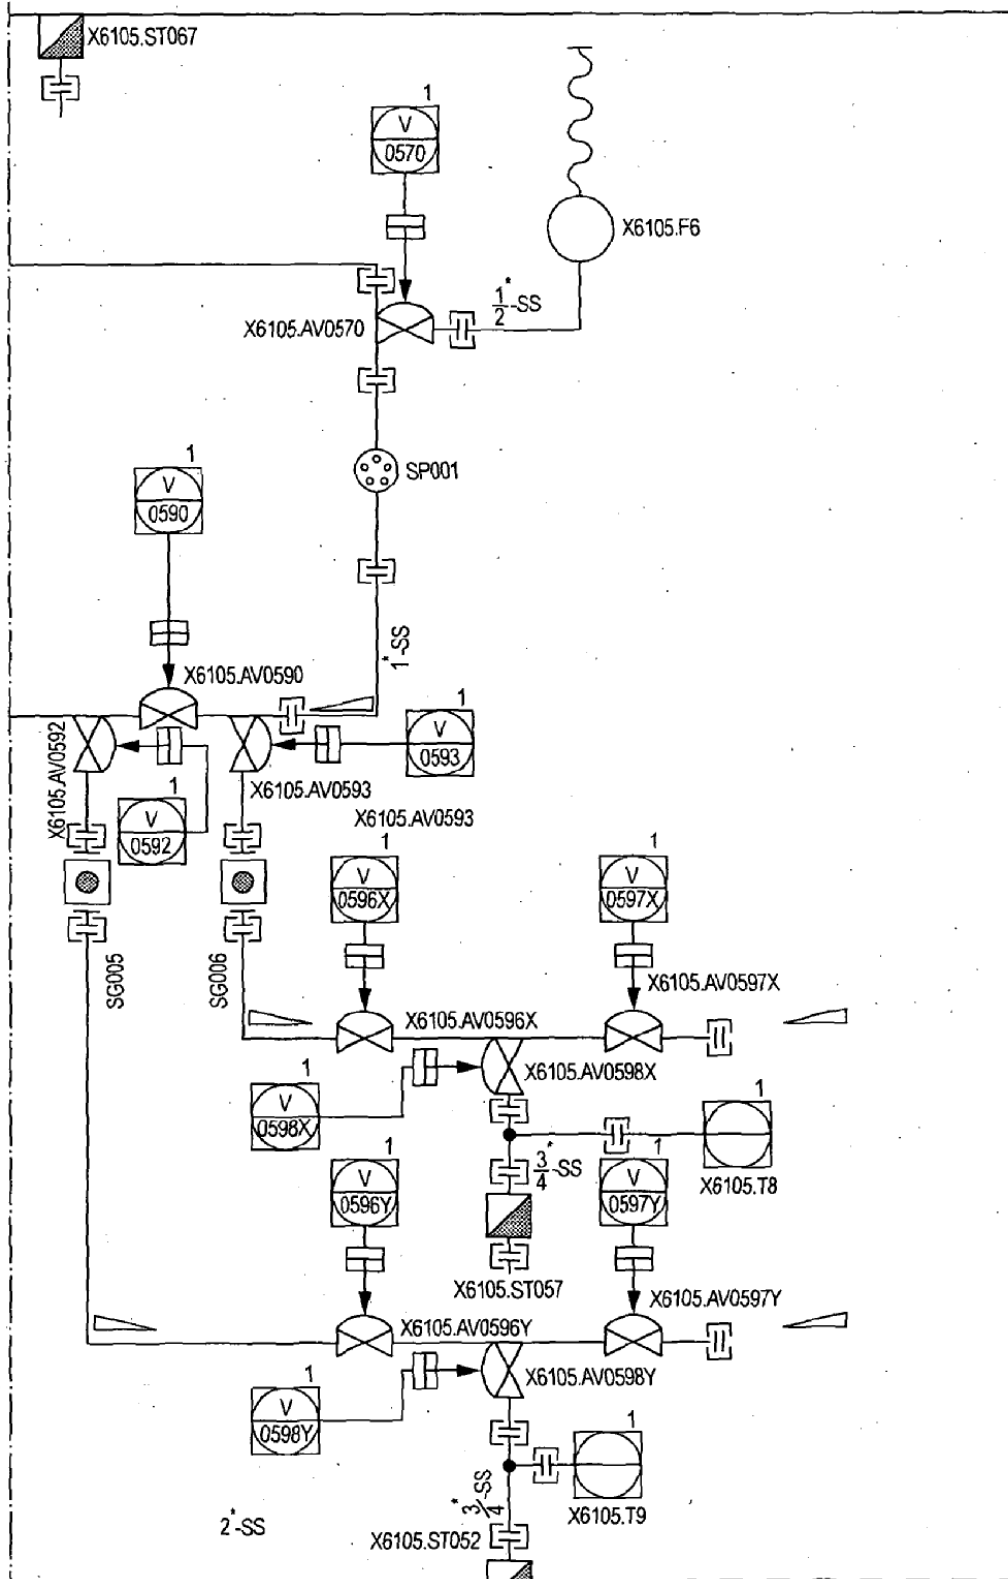 X6105.ST067
1
V
0570
X6105.F6
1*
2-SS
X6105.AV0570
1
V
0590
SP001
1*-SS
X6105.AV0590
1
V
0593
X6105.AV0592
X6105.AV0593
1
V
0592
X6105.AV0593
1
V
0596X
1
V
0597X
SG005
SG006
X6105.AV0597X
X6105.AV0596X
X6105.AV0598X
1
V
0598X
1
X6105.T8
3*
4-SS
1
V
0596Y
1
V
0597Y
X6105.ST057
X6105.AV0597Y
X6105.AV0596Y
X6105.AV0598Y
1
V
0598Y
1
X6105.T9
3/4*-SS
2*-SS
X6105.ST052